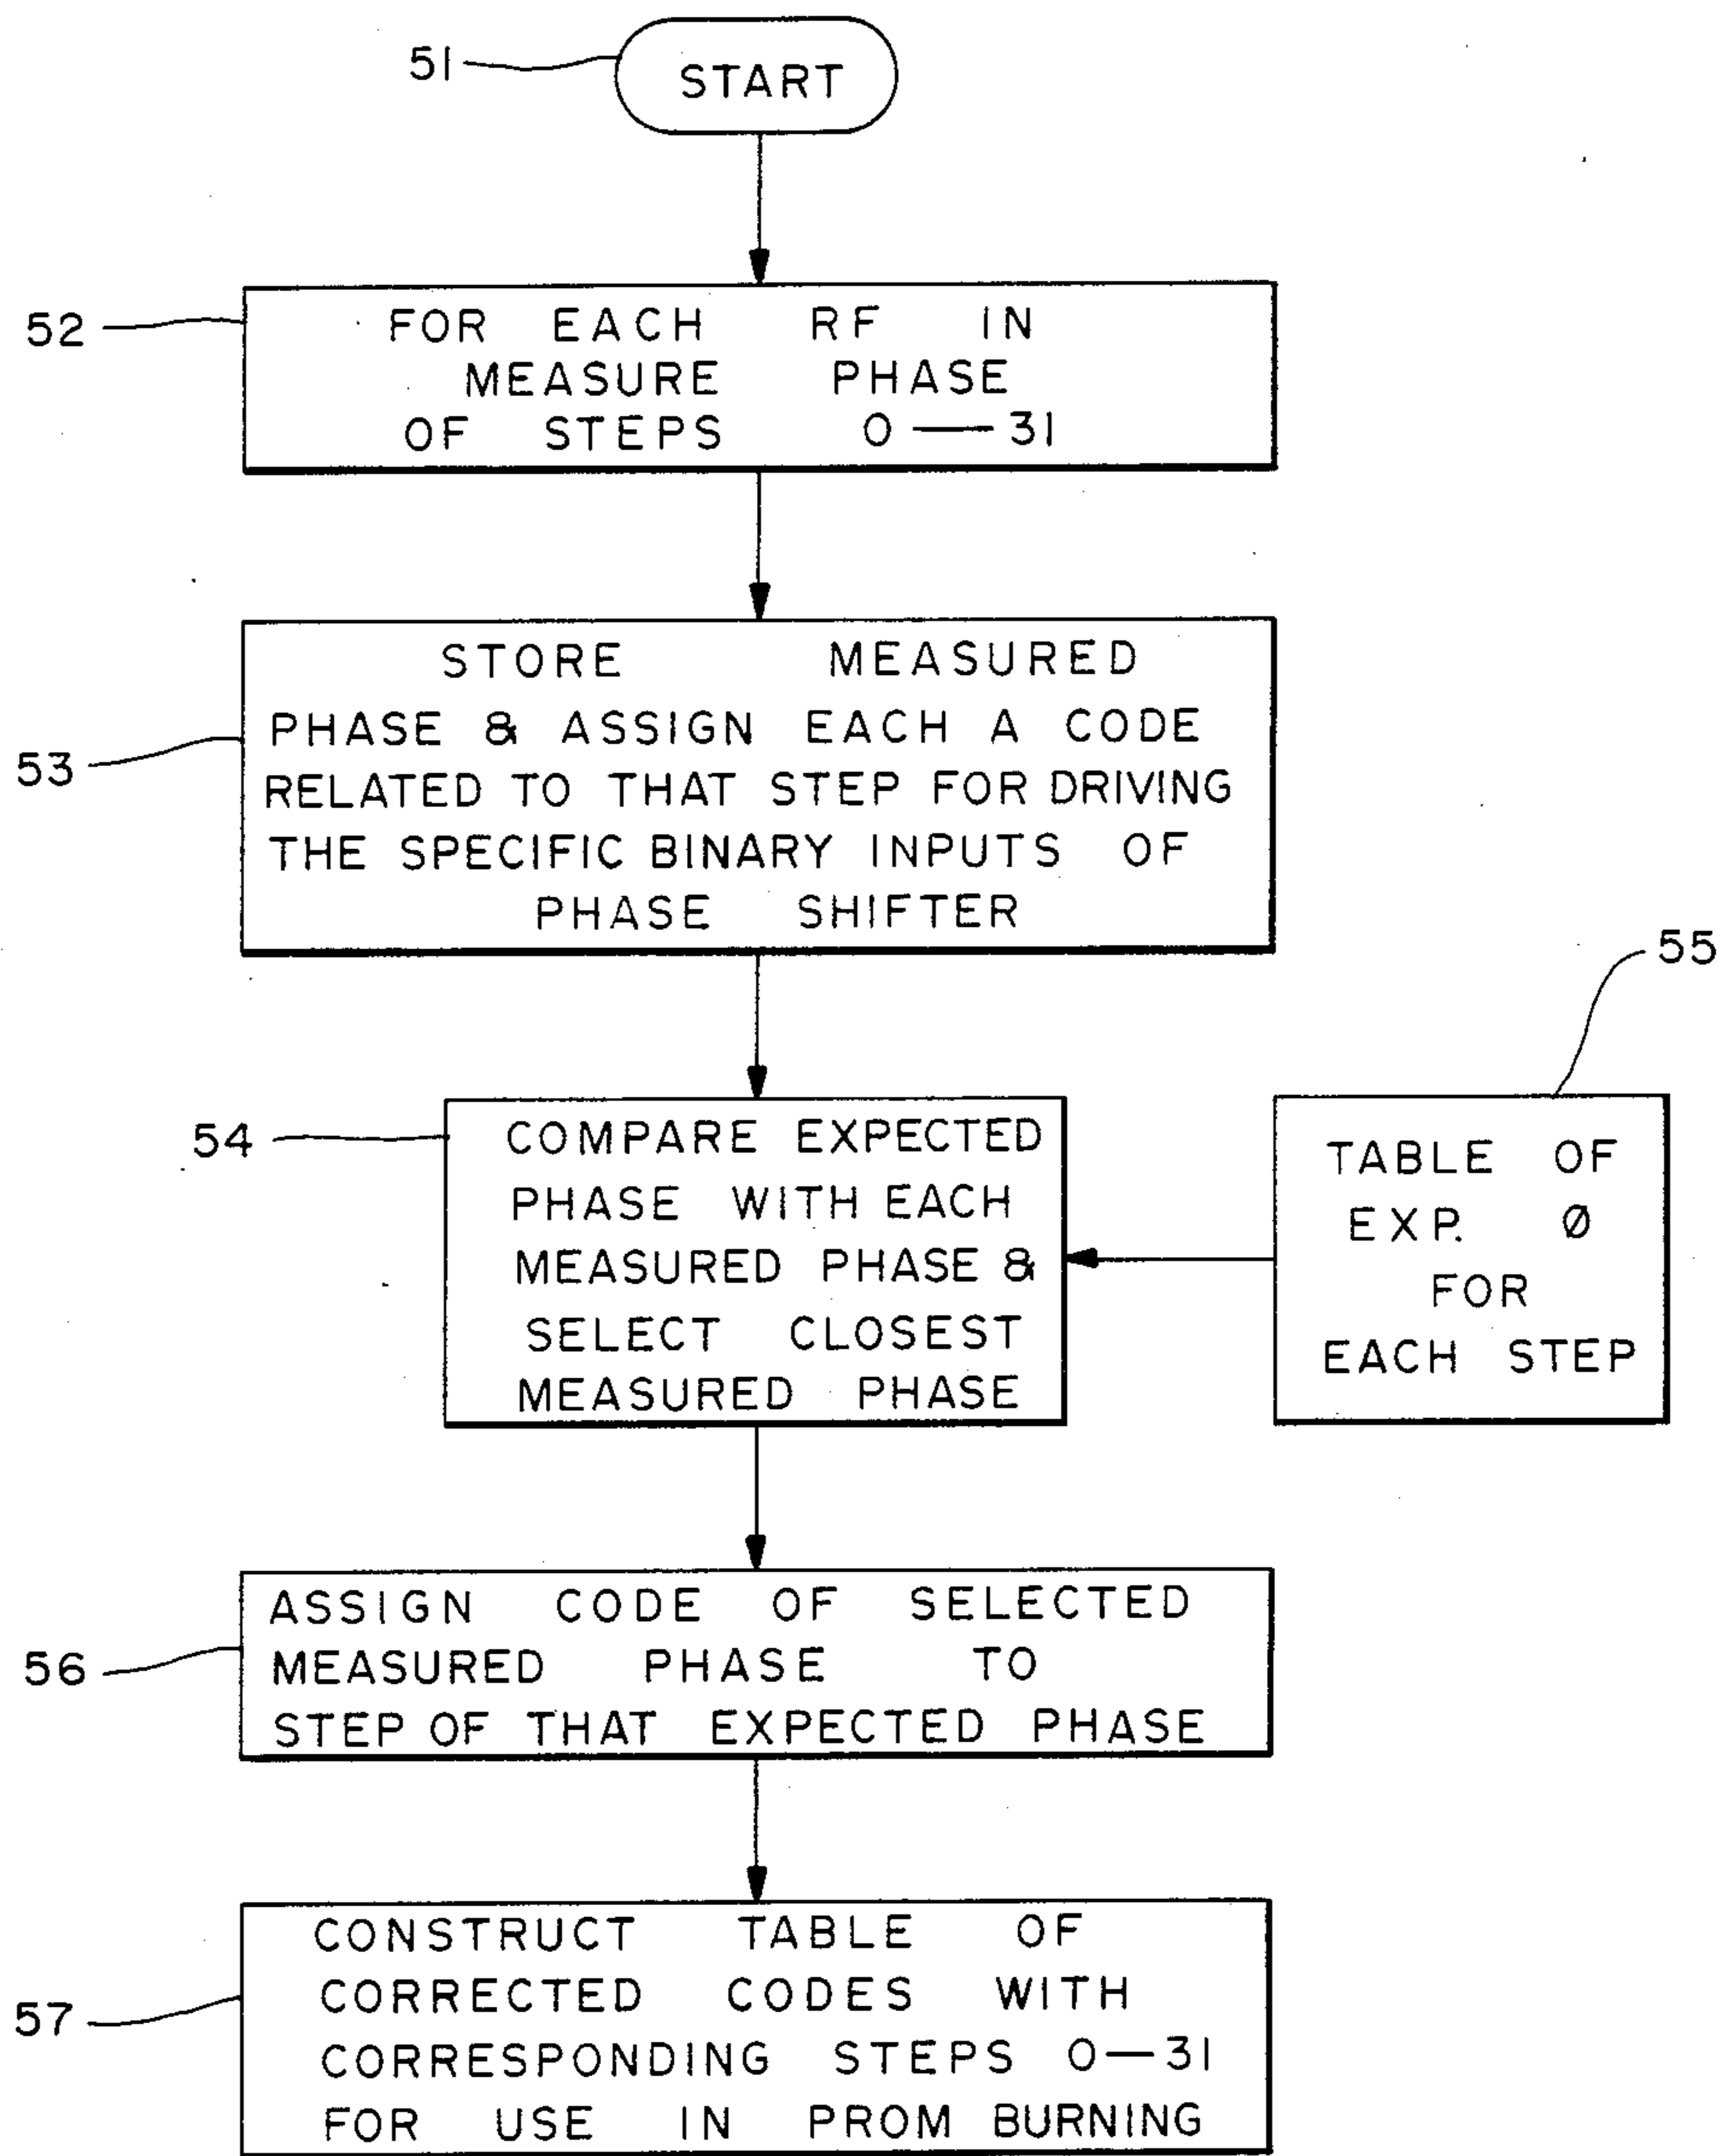 51
START
52
FOR EACH RF IN
MEASURE PHASE
OF STEPS 0—31
53
STORE MEASURED
PHASE & ASSIGN EACH A CODE
RELATED TO THAT STEP FOR DRIVING
THE SPECIFIC BINARY INPUTS OF
PHASE SHIFTER
54
COMPARE EXPECTED
PHASE WITH EACH
MEASURED PHASE &
SELECT CLOSEST
MEASURED PHASE
55
TABLE OF
EXP. Ø
FOR
EACH STEP
56
ASSIGN CODE OF SELECTED
MEASURED PHASE TO
STEP OF THAT EXPECTED PHASE
57
CONSTRUCT TABLE OF
CORRECTED CODES WITH
CORRESPONDING STEPS 0—31
FOR USE IN PROM BURNING